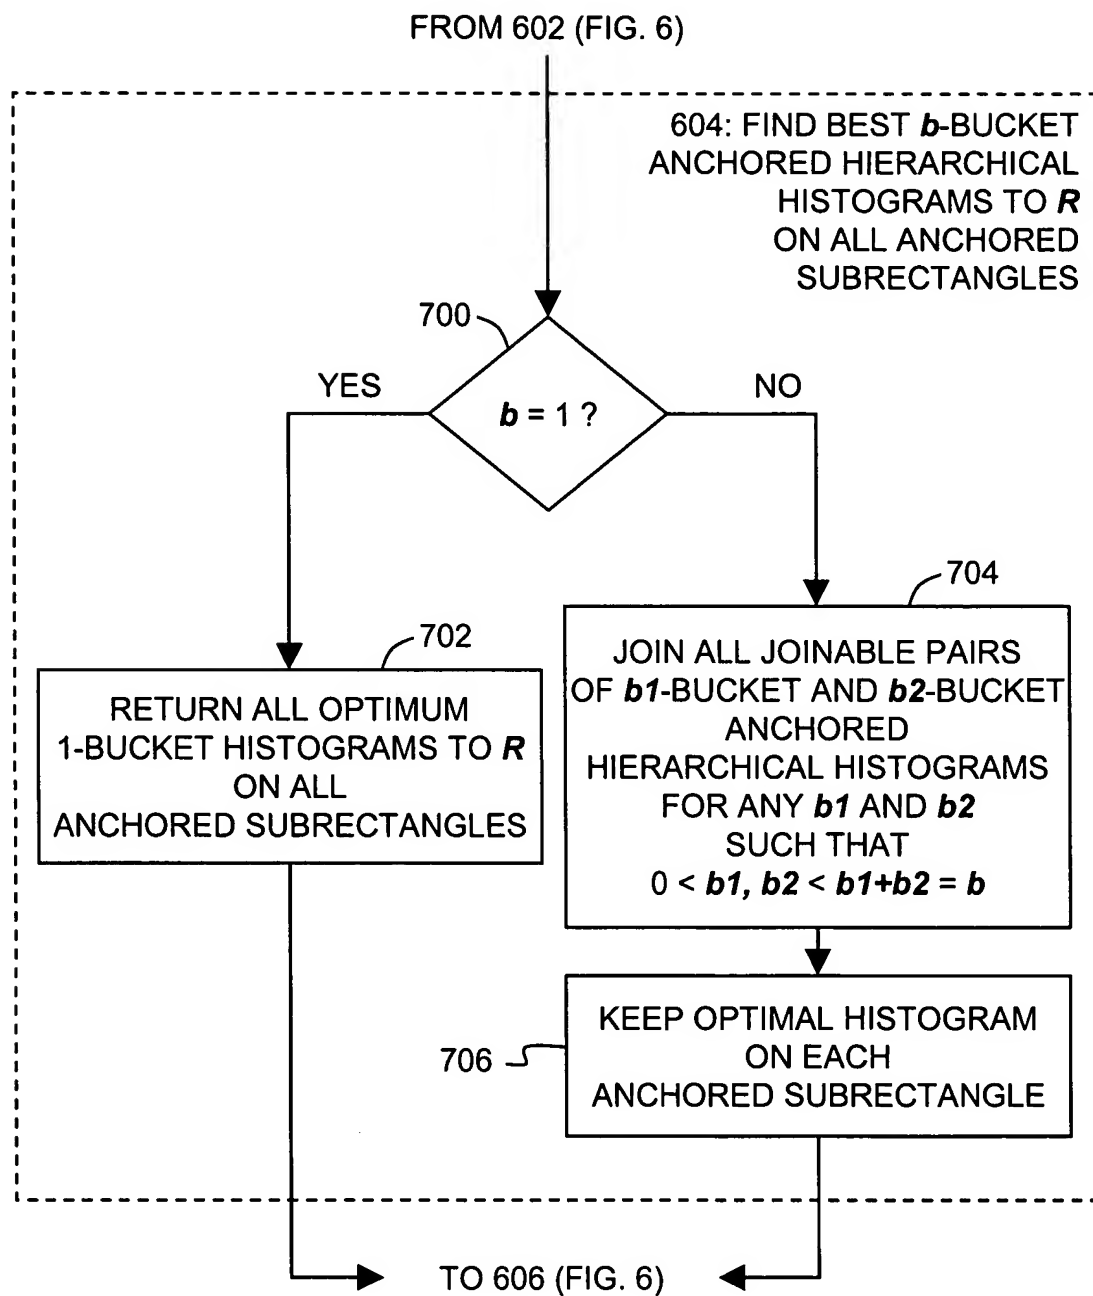 FROM 602 (FIG. 6)
604: FIND BEST b-BUCKET
ANCHORED HIERARCHICAL
HISTOGRAMS TO R
ON ALL ANCHORED
SUBRECTANGLES
700
YES
NO
b = 1 ?
702
RETURN ALL OPTIMUM
1-BUCKET HISTOGRAMS TO R
ON ALL
ANCHORED SUBRECTANGLES
704
JOIN ALL JOINABLE PAIRS
OF b1-BUCKET AND b2-BUCKET
ANCHORED
HIERARCHICAL HISTOGRAMS
FOR ANY b1 AND b2
SUCH THAT
0 < b1, b2 < b1+b2 = b
706
KEEP OPTIMAL HISTOGRAM
ON EACH
ANCHORED SUBRECTANGLE
TO 606 (FIG. 6)